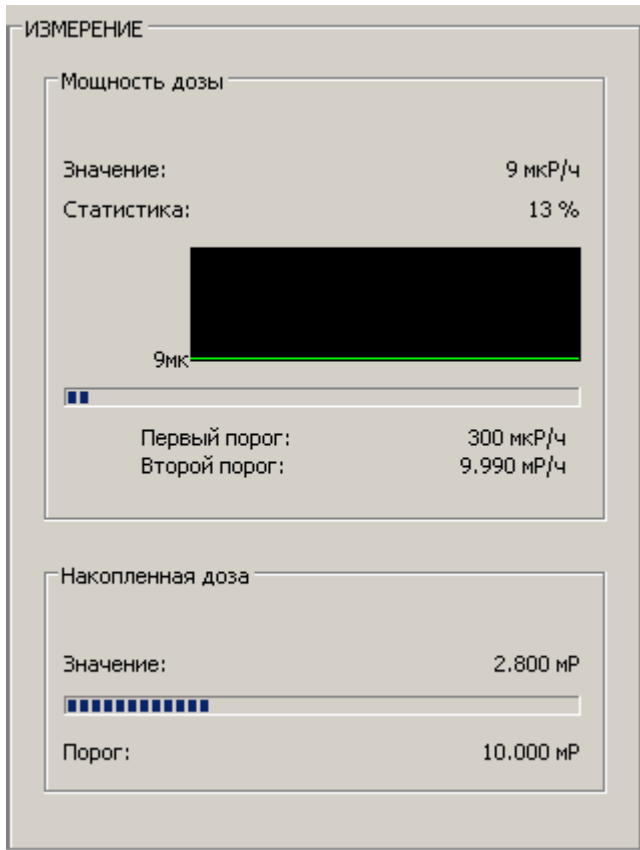 ИЗМЕРЕНИЕ
Мощность дозы
Значение: 9 мкР/ч
Статистика: 13 %
9мк
Первый порог: 300 мкР/ч
Второй порог: 9.990 мР/ч
Накопленная доза
Значение: 2.800 мР
Порог: 10.000 мР